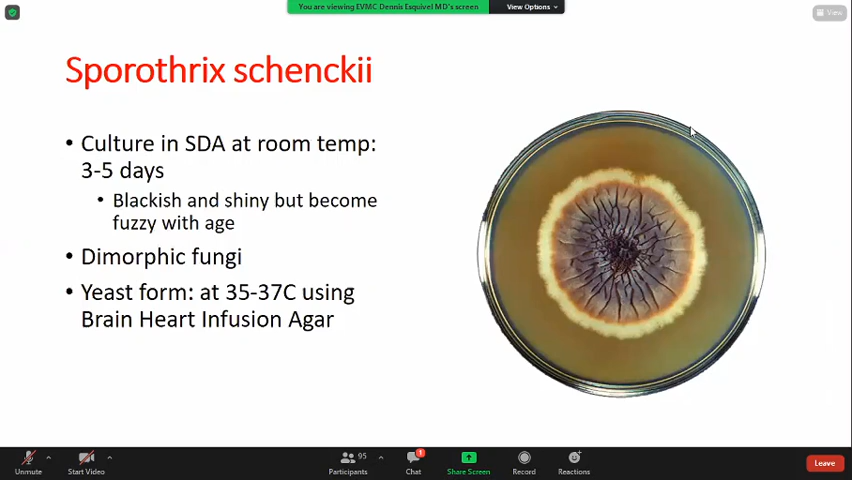 You are viewing EVMC Dennis Esquivel MD's screen
View Options
View
Sporothrix schenckii
• Culture in SDA at room temp:
3-5 days
• Blackish and shiny but become
fuzzy with age
• Dimorphic fungi
• Yeast form: at 35-37C using
Brain Heart Infusion Agar
95
1
Unmute
Start Video
Participants
Chat
Share Screen
Record
Reactions
Leave